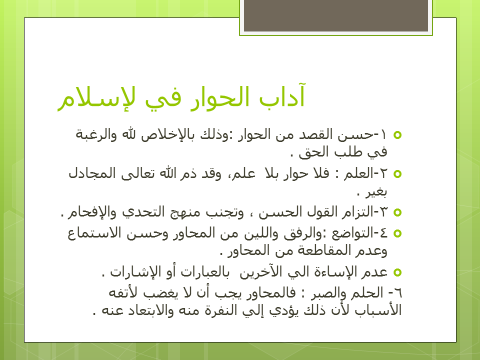 آداب الحوار في لإسلام
١-حسن القصد من الحوار :وذلك بالإخلاص لله والرغبة
في طلب الحق .
٢-العلم : فلا حوار بلا علم، وقد ذم الله تعالى المجادل
بغير .
٣-التزام القول الحسن ، وتجنب منهج التحدي والإفحام .
٤-التواضع :والرفق واللين من المحاور وحسن الاستماع
وعدم المقاطعة من المحاور .
عدم الإساءة الي الآخرين بالعبارات أو الإشارات .
٦- الحلم والصبر : فالمحاور يجب أن لا يغضب لأتفه
الأسباب لأن ذلك يؤدي إلي النفرة منه والابتعاد عنه .